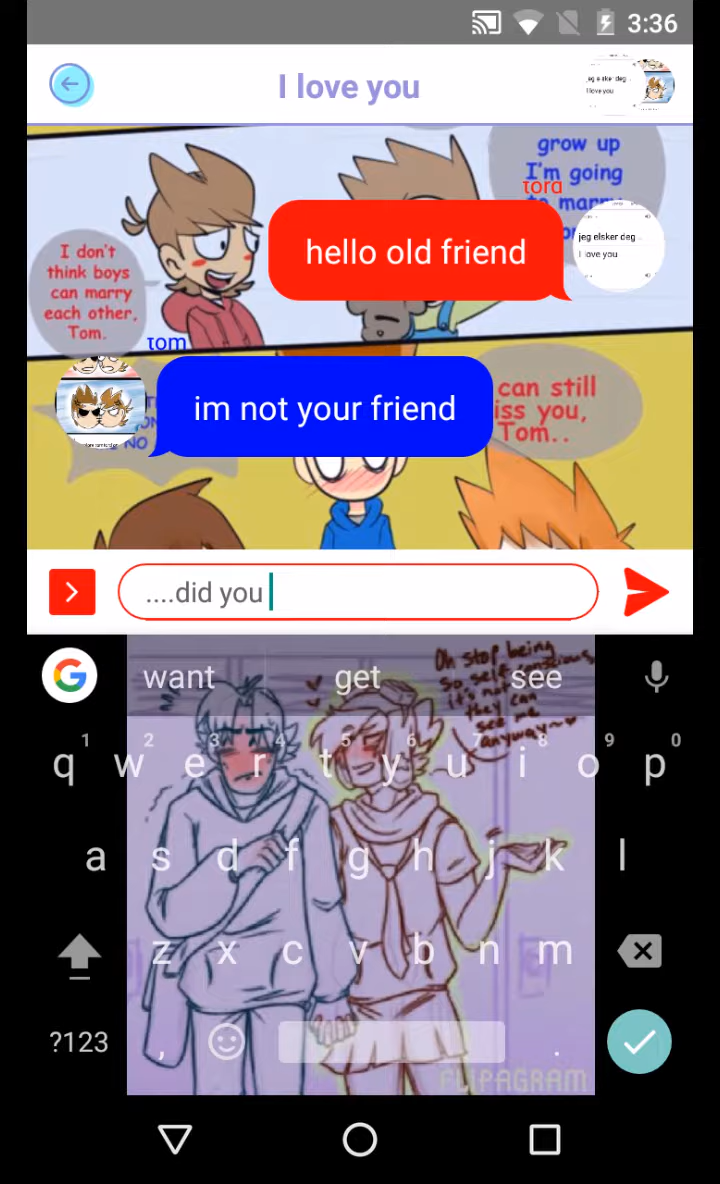 3:36
I love you
jeg elsker deg
I love you
grow up
I'm going
marry
tord
hello old friend
jeg elsker deg
I love you
I don't
think boys
can marry
each other,
Tom.
tom
im not your friend
can still
iss you,
Tom..
NO
....did you
want get see
Oh stop being
so self conscious,
it's not
they can
see me
anyway~
1 2 3 4 5 6 7 8 9 0
q w e r t y u i o p
a s d f g h j k l
z x c v b n m
?123 , .
FLIPAGRAM